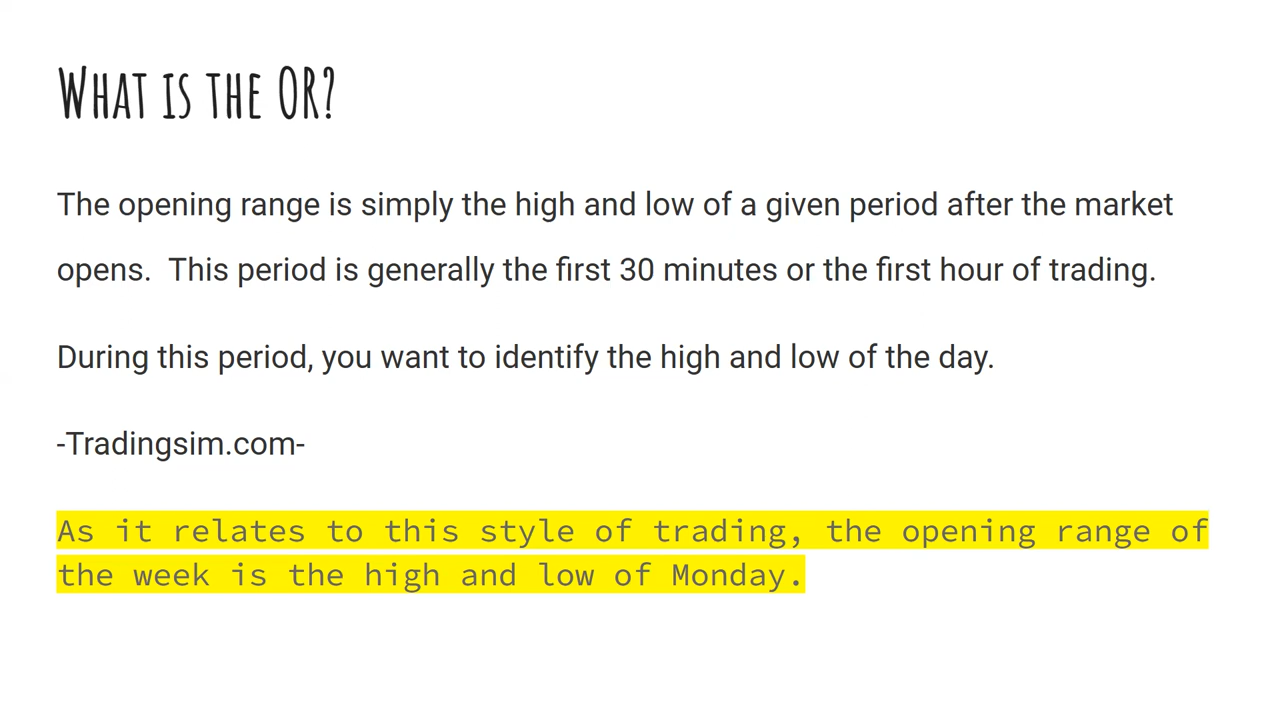 WHAT IS THE OR?
The opening range is simply the high and low of a given period after the market
opens.  This period is generally the first 30 minutes or the first hour of trading.
During this period, you want to identify the high and low of the day.
-Tradingsim.com-
As it relates to this style of trading, the opening range of
the week is the high and low of Monday.